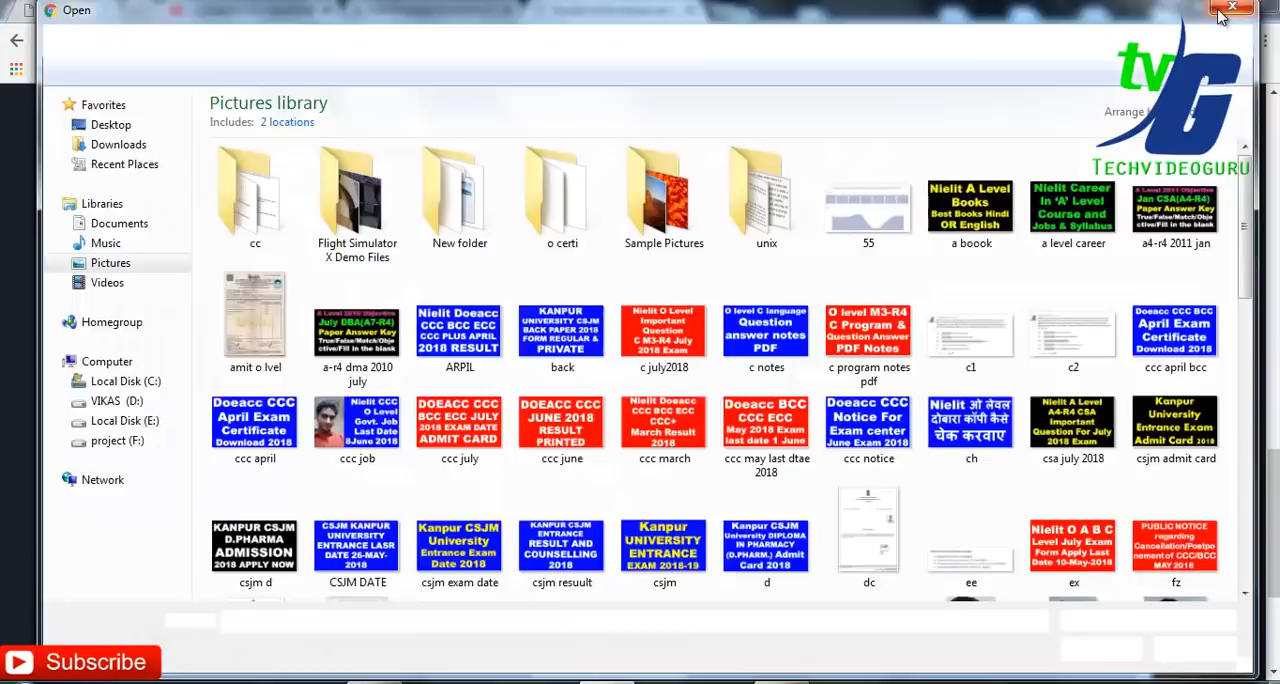 Open
tv
G
TECHVIDEOGURU
Favorites
Desktop
Downloads
Recent Places
Libraries
Documents
Music
Pictures
Videos
Homegroup
Computer
Local Disk (C:)
VIKAS (D:)
Local Disk (E:)
project (F:)
Network
Pictures library
Includes: 2 locations
Arrange
cc
Flight Simulator
X Demo Files
New folder
o certi
Sample Pictures
unix
55
Nielit A Level
Books
Best Books Hindi
OR English
a boook
Nielit Career
In 'A' Level
Course and
Jobs & Syllabus
a level career
A Level 2011 Objective
Jan CSA(A4-R4)
Paper Answer Key
True/False/Match/Obje
ctive/Fill in the blank
a4-r4 2011 jan
amit o lvel
A Level 2010 Objective
July DBA(A7-R4)
Paper Answer Key
True/False/Match/Obje
ctive/Fill in the blank
a-r4 dma 2010
july
Nielit Doeacc
CCC BCC ECC
CCC PLUS APRIL
2018 RESULT
ARPIL
KANPUR
UNIVERSITY CSJM
BACK PAPER 2018
FORM REGULAR &
PRIVATE
back
Nielit O Level
Important
Question
C M3-R4 July
2018 Exam
c july2018
O level C language
Question
answer notes
PDF
c notes
O level M3-R4
C Program &
Question Answer
PDF Notes
c program notes
pdf
c1
c2
Doeacc CCC BCC
April Exam
Certificate
Download 2018
ccc april bcc
Doeacc CCC
April Exam
Certificate
Download 2018
ccc april
Nielit CCC
O Level
Govt. Job
Last Date
8June 2018
ccc job
DOEACC CCC
BCC ECC JULY
2018 EXAM DATE
ADMIT CARD
ccc july
DOEACC CCC
JUNE 2018
RESULT
PRINTED
ccc june
Nielit Doeacc
CCC BCC ECC
CCC+
March Result
2018
ccc march
Doeacc BCC
CCC ECC
May 2018 Exam
last date 1 June
ccc may last dtae
2018
Doeacc CCC
Notice For
Exam center
June Exam 2018
ccc notice
Nielit ओ लेवल
दोबारा कॉपी कैसे
चेक करवाए
ch
Nielit A Level
A4-R4 CSA
Important
Question For July
2018 Exam
csa july 2018
Kanpur
University
Entrance Exam
Admit Card 2018
csjm admit card
KANPUR CSJM
D.PHARMA
ADMISSION
2018 APPLY NOW
csjm d
CSJM KANPUR
UNIVERSITY
ENTRANCE LASR
DATE 26-MAY-
2018
CSJM DATE
Kanpur CSJM
University
Entrance Exam
Date 2018
csjm exam date
KANPUR CSJM
ENTRANCE
RESULT AND
COUNSELLING
2018
csjm resuult
Kanpur
UNIVERSITY
ENTRANCE
EXAM 2018-19
csjm
Kanpur CSJM
University DIPLOMA
IN PHARMACY
(D.PHARM.) Admit
Card 2018
d
dc
ee
Nielit O A B C
Level July Exam
Form Apply Last
Date 10-May-2018
ex
PUBLIC NOTICE
regarding
Cancellation/Postpo
nement of CCC/BCC
MAY 2018
fz
Subscribe